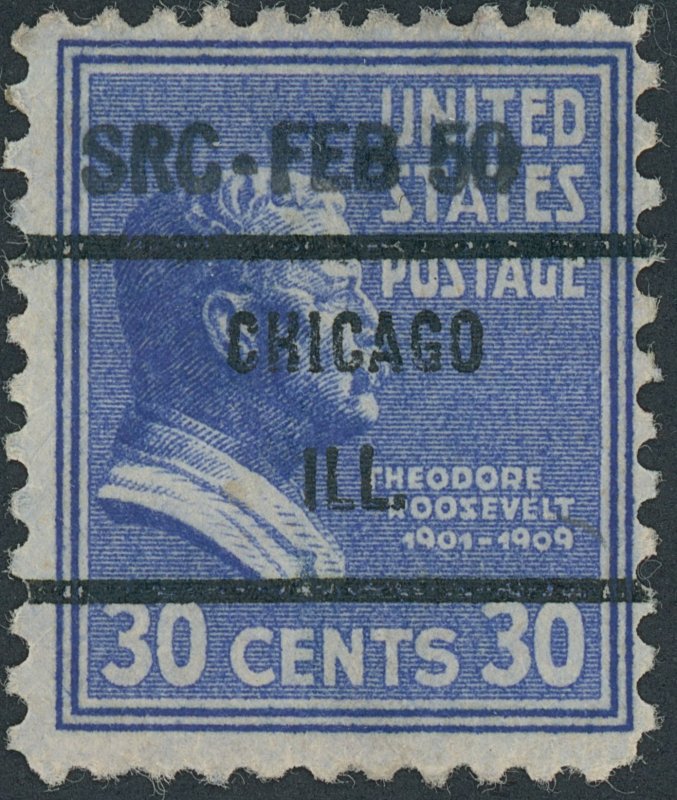 UNITED
SRC·FEB 50
STATES
POSTAGE
CHICAGO
ILL.
THEODORE
ROOSEVELT
1901-1909
30 CENTS 30